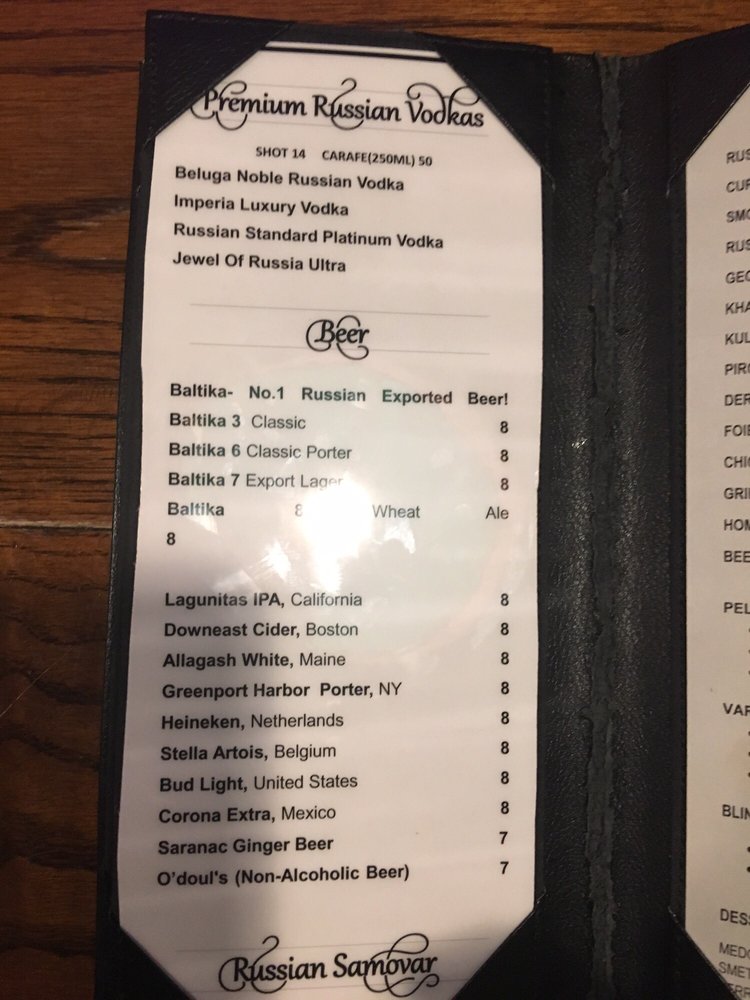 Premium Russian Vodkas
SHOT 14 CARAFE(250ML) 50
Beluga Noble Russian Vodka
Imperia Luxury Vodka
Russian Standard Platinum Vodka
Jewel Of Russia Ultra
Beer
Baltika- No.1 Russian Exported Beer!
Baltika 3 Classic 8
Baltika 6 Classic Porter 8
Baltika 7 Export Lager 8
Baltika 8 Wheat Ale
8
Lagunitas IPA, California 8
Downeast Cider, Boston 8
Allagash White, Maine 8
Greenport Harbor Porter, NY 8
Heineken, Netherlands 8
Stella Artois, Belgium 8
Bud Light, United States 8
Corona Extra, Mexico 8
Saranac Ginger Beer 7
O'doul's (Non-Alcoholic Beer) 7
Russian Samovar